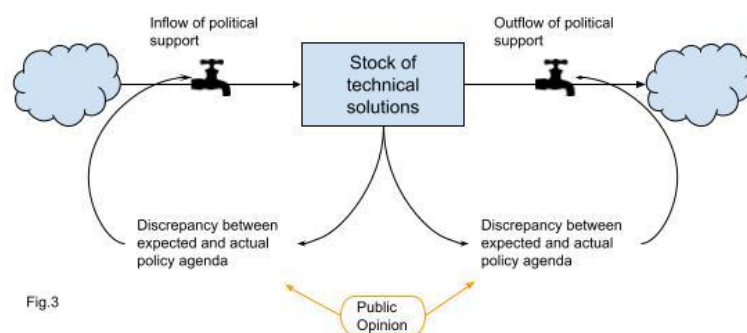 Inflow of political
support
Outflow of political
support
Stock of
technical
solutions
Discrepancy between
expected and actual
policy agenda
Discrepancy between
expected and actual
policy agenda
Fig.3
Public
Opinion